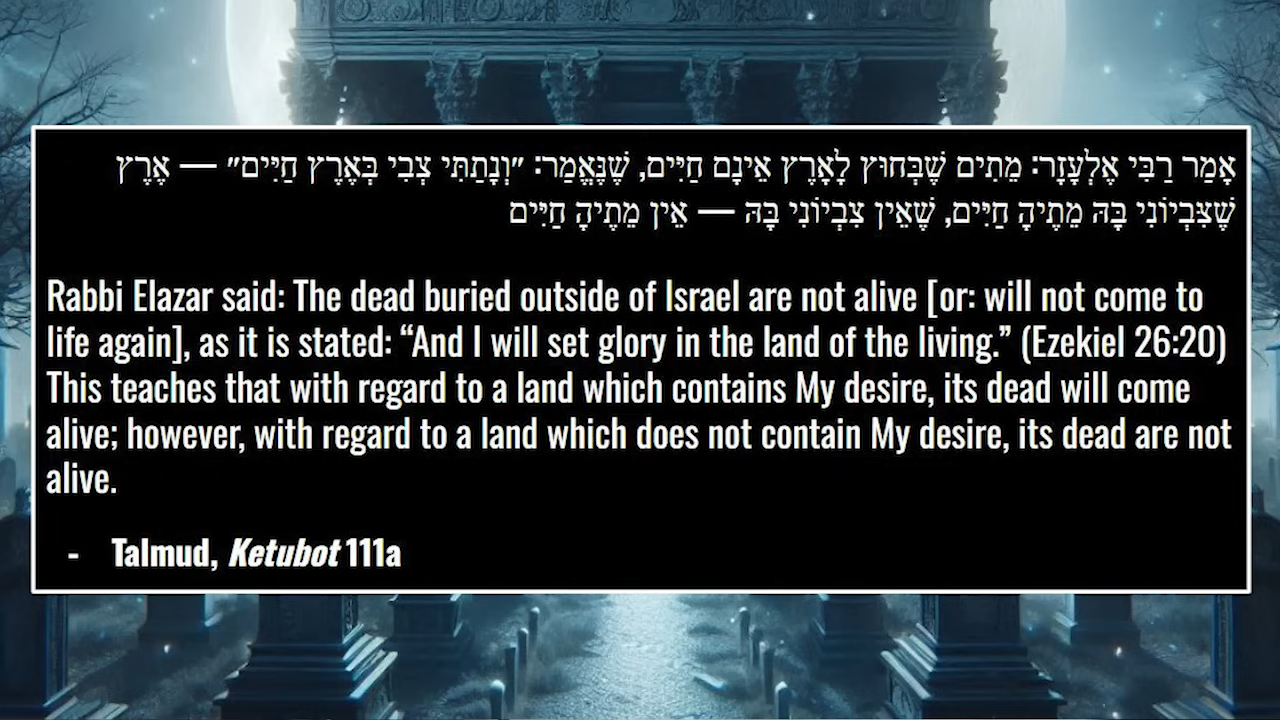 אָמַר רַבִּי אֶלְעָזָר: מֵתִים שֶׁבְּחוּץ לָאָרֶץ אֵינָם חַיִּים, שֶׁנֶּאֱמַר: ״וְנָתַתִּי צְבִי בְּאֶרֶץ חַיִּים״ — אֶרֶץ
שֶׁצִּבְיוֹנִי בָּהּ מֵתֶיהָ חַיִּים, שֶׁאֵין צִבְיוֹנִי בָּהּ — אֵין מֵתֶיהָ חַיִּים
Rabbi Elazar said: The dead buried outside of Israel are not alive [or: will not come to
life again], as it is stated: “And I will set glory in the land of the living.” (Ezekiel 26:20)
This teaches that with regard to a land which contains My desire, its dead will come
alive; however, with regard to a land which does not contain My desire, its dead are not
alive.
- Talmud, Ketubot 111a